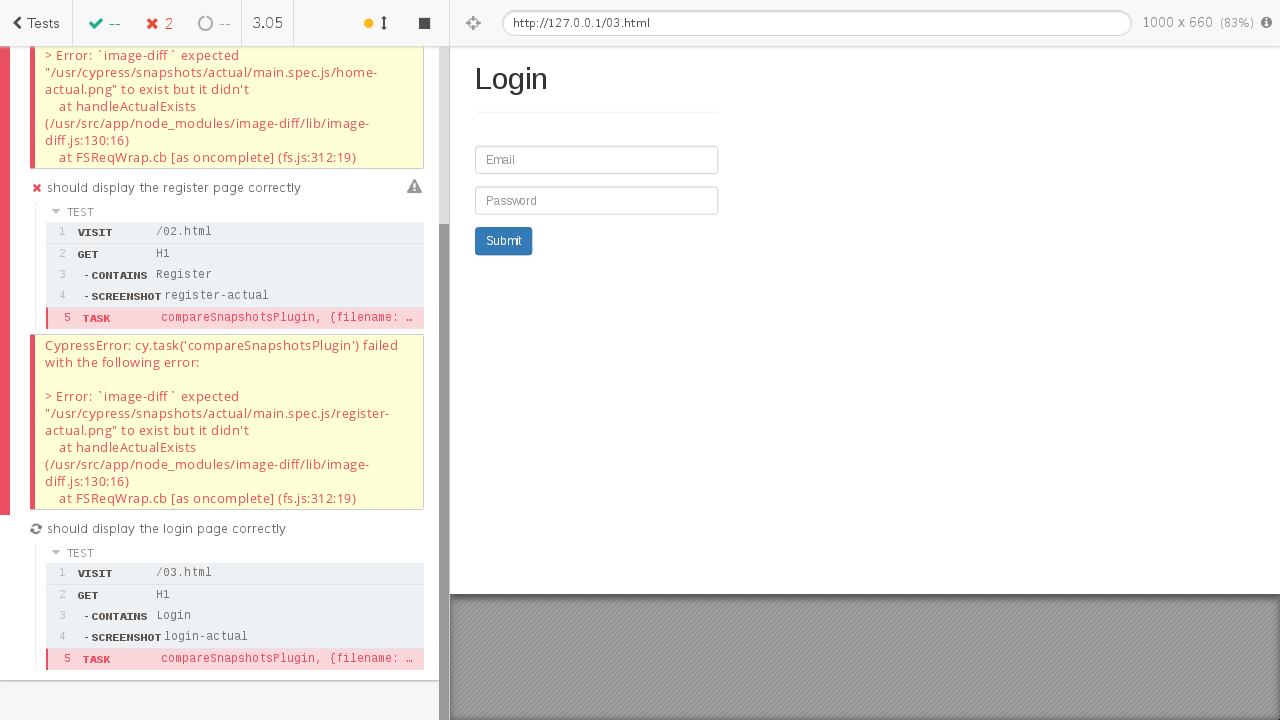 Tests -- 2 -- 3.05
http://127.0.0.1/03.html 1000 x 660 (83%)
> Error: `image-diff` expected
"/usr/cypress/snapshots/actual/main.spec.js/home-
actual.png" to exist but it didn't
at handleActualExists
(/usr/src/app/node_modules/image-diff/lib/image-
diff.js:130:16)
at FSReqWrap.cb [as oncomplete] (fs.js:312:19)
should display the register page correctly
TEST
1 VISIT /02.html
2 GET H1
3 -CONTAINS Register
4 -SCREENSHOT register-actual
5 TASK compareSnapshotsPlugin, {filename: …
CypressError: cy.task('compareSnapshotsPlugin') failed
with the following error:
> Error: `image-diff` expected
"/usr/cypress/snapshots/actual/main.spec.js/register-
actual.png" to exist but it didn't
at handleActualExists
(/usr/src/app/node_modules/image-diff/lib/image-
diff.js:130:16)
at FSReqWrap.cb [as oncomplete] (fs.js:312:19)
should display the login page correctly
TEST
1 VISIT /03.html
2 GET H1
3 -CONTAINS Login
4 -SCREENSHOT login-actual
5 TASK compareSnapshotsPlugin, {filename: …
Login
Email
Password
Submit